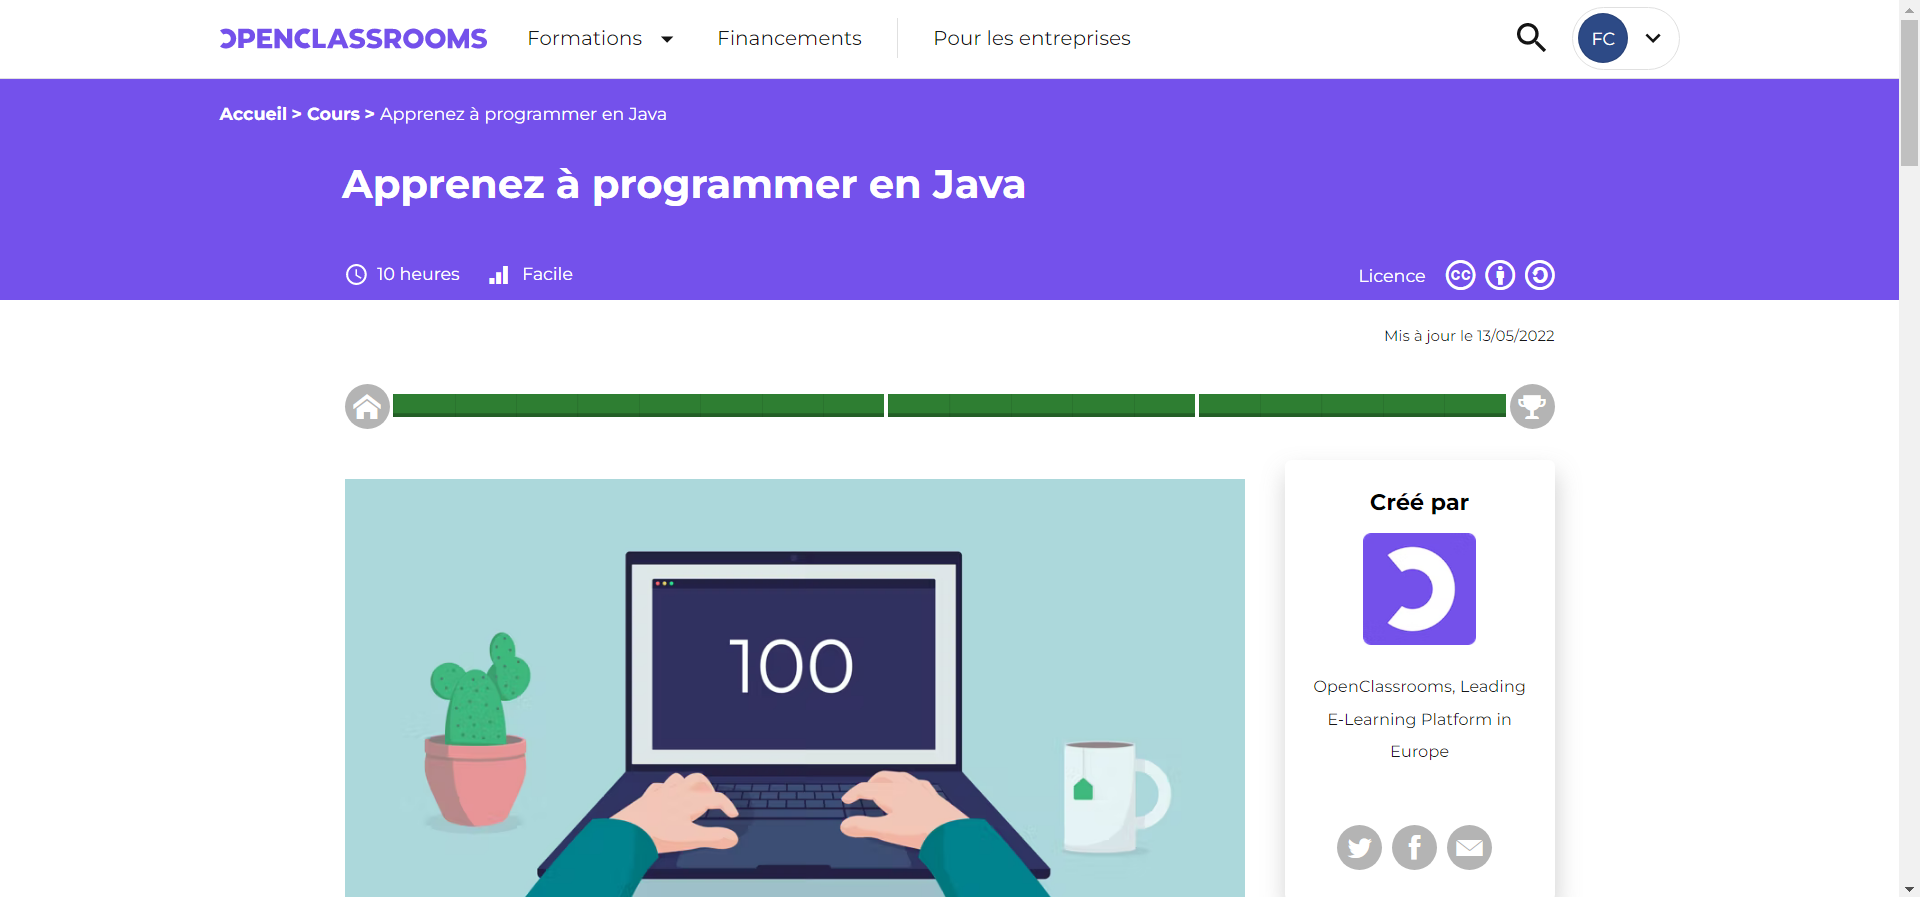 OPENCLASSROOMS Formations Financements Pour les entreprises FC
Accueil > Cours > Apprenez à programmer en Java
Apprenez à programmer en Java
10 heures Facile Licence cc
Mis à jour le 13/05/2022
Créé par
100
OpenClassrooms, Leading
E-Learning Platform in
Europe